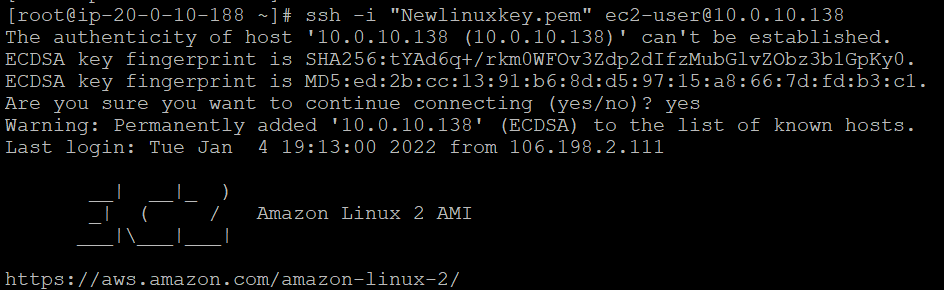 [root@ip-20-0-10-188 ~]# ssh -i "Newlinuxkey.pem" ec2-user@10.0.10.138
The authenticity of host '10.0.10.138 (10.0.10.138)' can't be established.
ECDSA key fingerprint is SHA256:tYAd6q+/rkm0WFOv3Zdp2dIfzMubGlvZObz3b1GpKy0.
ECDSA key fingerprint is MD5:ed:2b:cc:13:91:b6:8d:d5:97:15:a8:66:7d:fd:b3:c1.
Are you sure you want to continue connecting (yes/no)? yes
Warning: Permanently added '10.0.10.138' (ECDSA) to the list of known hosts.
Last login: Tue Jan  4 19:13:00 2022 from 106.198.2.111
       __|  __|_  )
       _|  (     /   Amazon Linux 2 AMI
      ___|\___|___|
https://aws.amazon.com/amazon-linux-2/